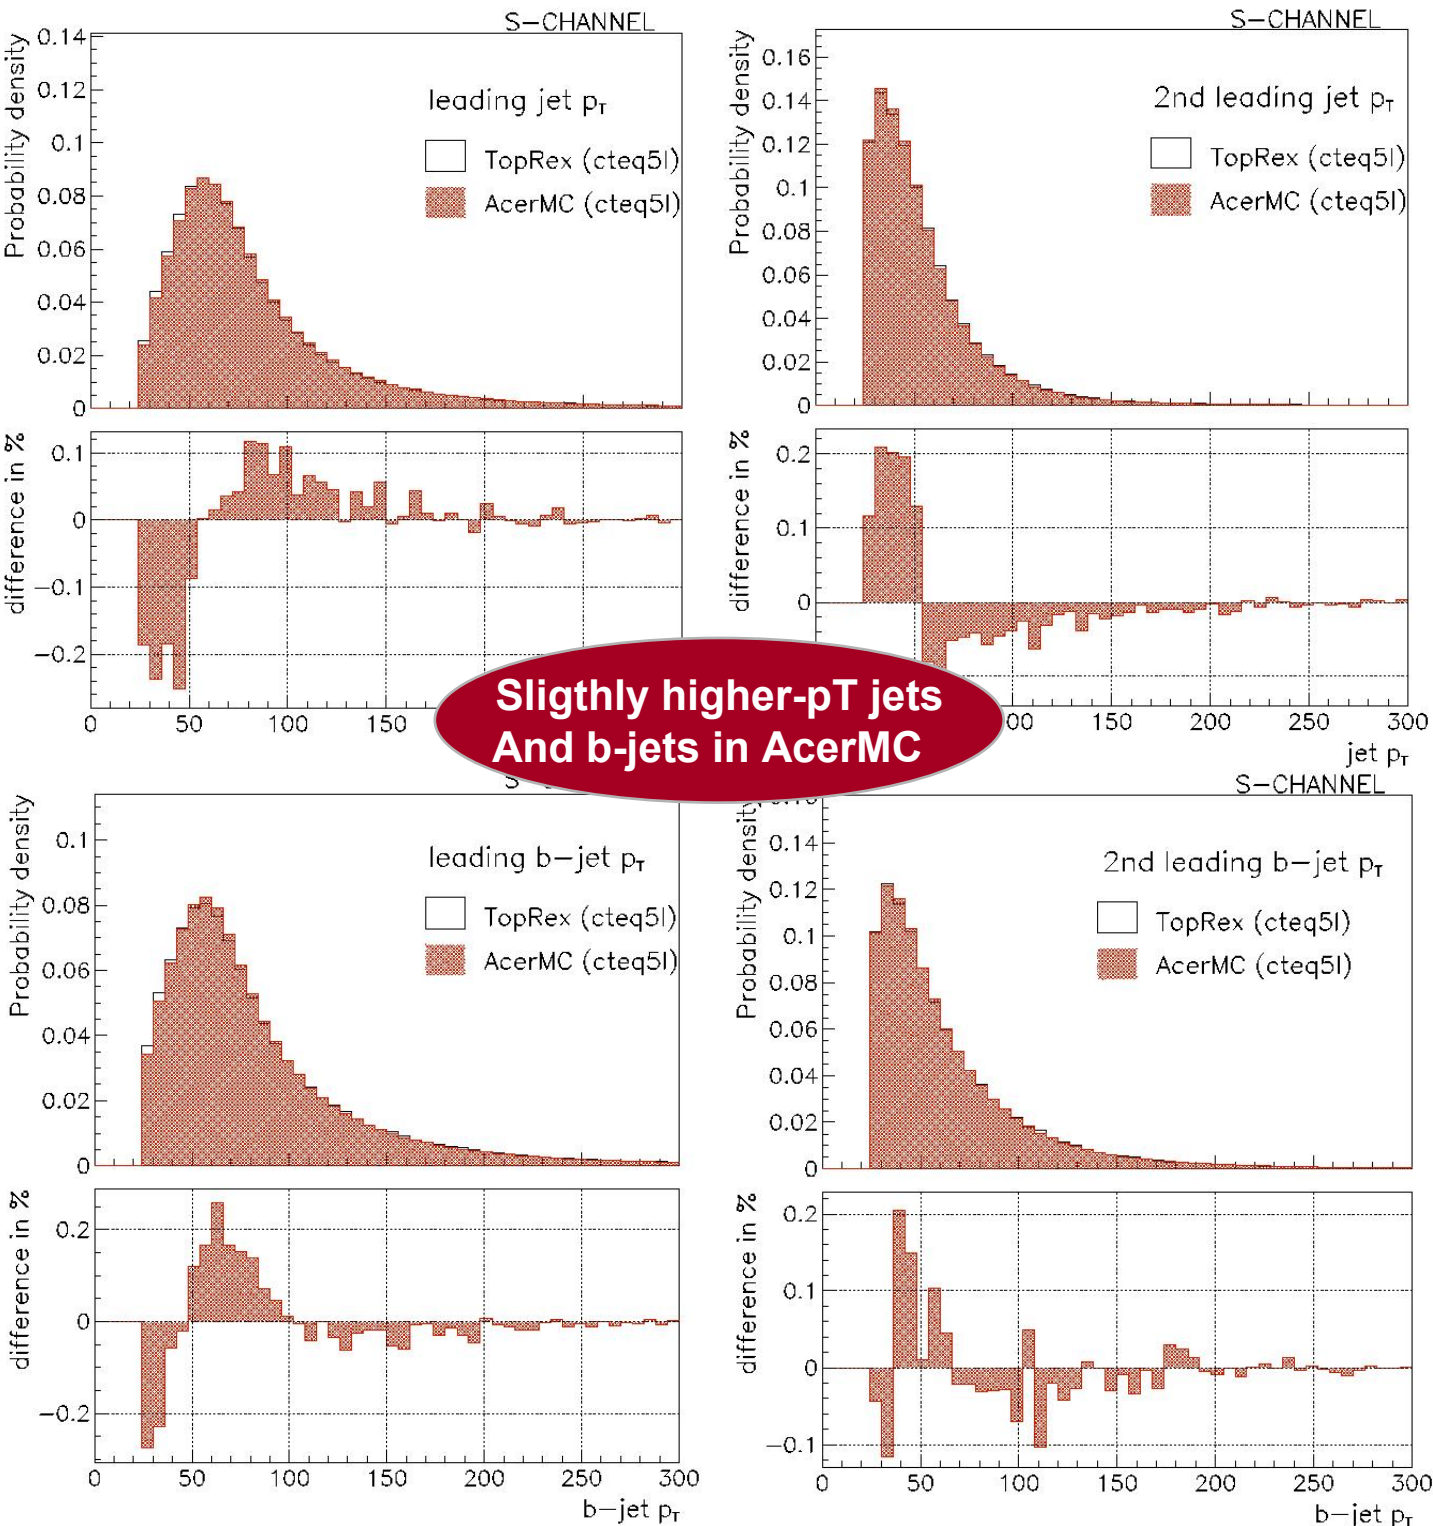 S-CHANNEL
Probability density
0.14
0.12
0.1
0.08
0.06
0.04
0.02
0
leading jet pT
TopRex (cteq5l)
AcerMC (cteq5l)
difference in %
0.1
0
-0.1
-0.2
0 50 100 150 200
S-CHANNEL
Probability density
0.16
0.14
0.12
0.1
0.08
0.06
0.04
0.02
0
2nd leading jet pT
TopRex (cteq5l)
AcerMC (cteq5l)
difference in %
0.2
0.1
0
150 200 250 300
jet pT
Sligthly higher-pT jets
And b-jets in AcerMC
Probability density
0.1
0.08
0.06
0.04
0.02
0
leading b-jet pT
TopRex (cteq5l)
AcerMC (cteq5l)
difference in %
0.2
0
-0.2
0 50 100 150 200 250 300
b-jet pT
S-CHANNEL
Probability density
0.14
0.12
0.1
0.08
0.06
0.04
0.02
0
2nd leading b-jet pT
TopRex (cteq5l)
AcerMC (cteq5l)
difference in %
0.2
0.1
0
-0.1
0 50 100 150 200 250 300
b-jet pT